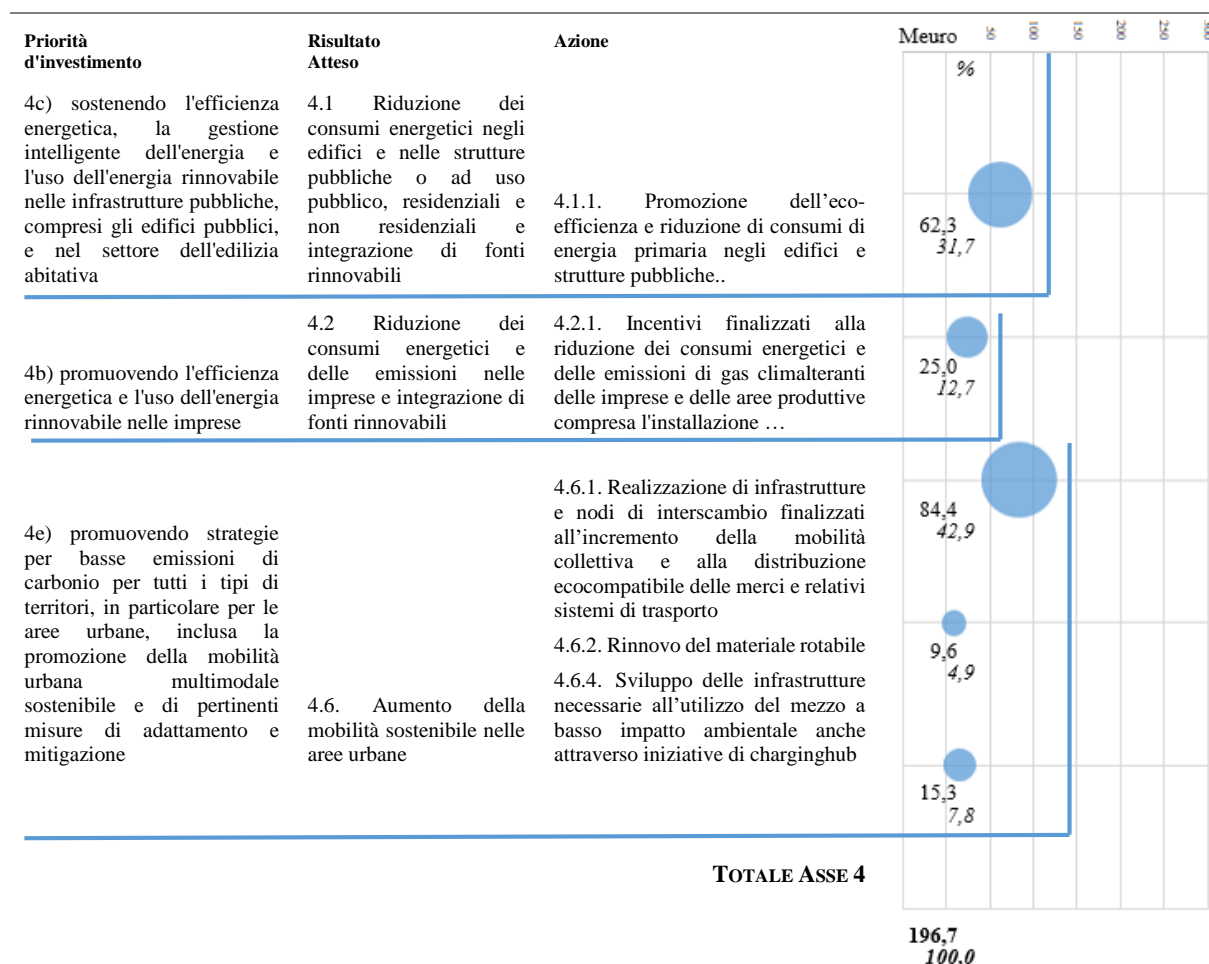 Priorità
d'investimento
Risultato
Atteso
Azione
Meuro
50
100
150
200
250
%
4c) sostenendo l'efficienza
energetica, la gestione
intelligente dell'energia e
l'uso dell'energia rinnovabile
nelle infrastrutture pubbliche,
compresi gli edifici pubblici,
e nel settore dell'edilizia
abitativa
4.1 Riduzione dei
consumi energetici negli
edifici e nelle strutture
pubbliche o ad uso
pubblico, residenziali e
non residenziali e
integrazione di fonti
rinnovabili
4.1.1. Promozione dell'eco-
efficienza e riduzione di consumi di
energia primaria negli edifici e
strutture pubbliche..
62,3
31,7
4b) promuovendo l'efficienza
energetica e l'uso dell'energia
rinnovabile nelle imprese
4.2 Riduzione dei
consumi energetici e
delle emissioni nelle
imprese e integrazione di
fonti rinnovabili
4.2.1. Incentivi finalizzati alla
riduzione dei consumi energetici e
delle emissioni di gas climalteranti
delle imprese e delle aree produttive
compresa l'installazione …
25,0
12,7
4e) promuovendo strategie
per basse emissioni di
carbonio per tutti i tipi di
territori, in particolare per le
aree urbane, inclusa la
promozione della mobilità
urbana multimodale
sostenibile e di pertinenti
misure di adattamento e
mitigazione
4.6. Aumento della
mobilità sostenibile nelle
aree urbane
4.6.1. Realizzazione di infrastrutture
e nodi di interscambio finalizzati
all'incremento della mobilità
collettiva e alla distribuzione
ecocompatibile delle merci e relativi
sistemi di trasporto
84,4
42,9
4.6.2. Rinnovo del materiale rotabile
9,6
4,9
4.6.4. Sviluppo delle infrastrutture
necessarie all'utilizzo del mezzo a
basso impatto ambientale anche
attraverso iniziative di charginghub
15,3
7,8
TOTALE ASSE 4
196,7
100,0